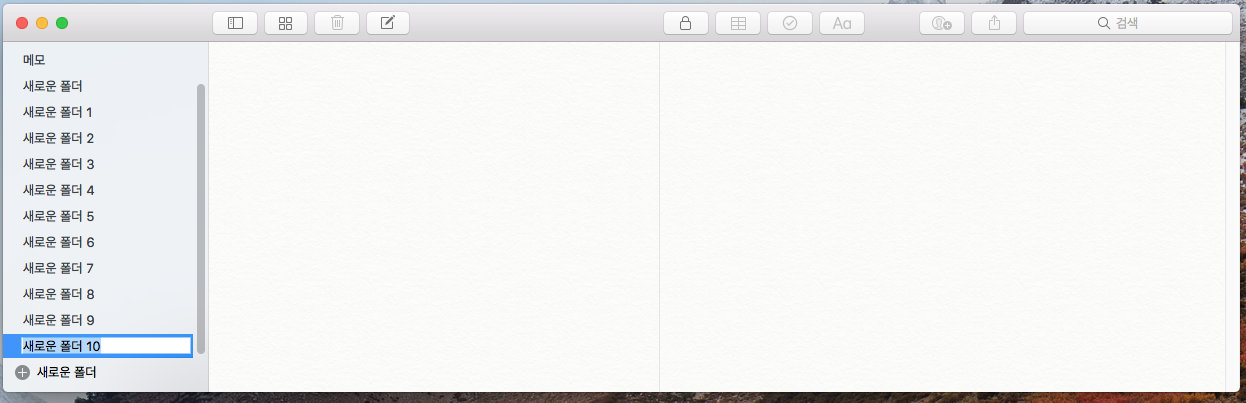 Aa
검색
메모
새로운 폴더
새로운 폴더 1
새로운 폴더 2
새로운 폴더 3
새로운 폴더 4
새로운 폴더 5
새로운 폴더 6
새로운 폴더 7
새로운 폴더 8
새로운 폴더 9
새로운 폴더 10
새로운 폴더